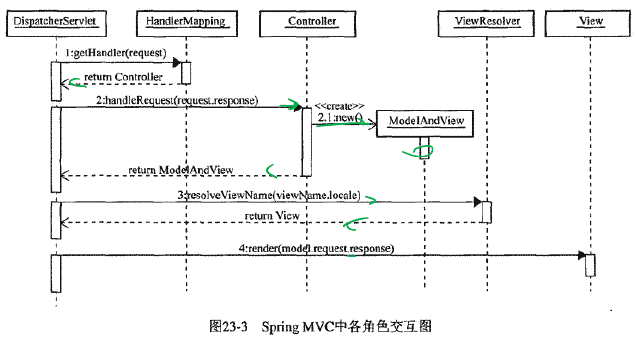 DispatcherServlet HandlerMapping Controller ViewResolver View
1:getHandler(request)
return Controller
2:handleRequest(request.response)
<<create>>
2.1:new()
ModelAndView
return ModelAndView
3:resolveViewName(viewName.locale)
return View
4:render(model.request.response)
图23-3 Spring MVC中各角色交互图